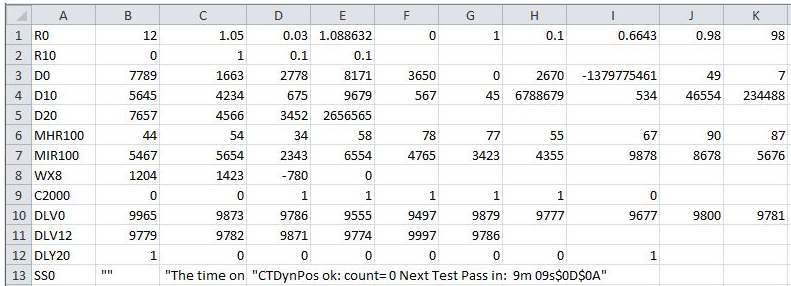 A B C D E F G H I J K
1 R0 12 1.05 0.03 1.088632 0 1 0.1 0.6643 0.98 98
2 R10 0 1 0.1 0.1
3 D0 7789 1663 2778 8171 3650 0 2670 -1379775461 49 7
4 D10 5645 4234 675 9679 567 45 6788679 534 46554 234488
5 D20 7657 4566 3452 2656565
6 MHR100 44 54 34 58 78 77 55 67 90 87
7 MIR100 5467 5654 2343 6554 4765 3423 4355 9878 8678 5676
8 WX8 1204 1423 -780 0
9 C2000 0 0 1 1 1 1 1 0
10 DLV0 9965 9873 9786 9555 9497 9879 9777 9677 9800 9781
11 DLV12 9779 9782 9871 9774 9997 9786
12 DLY20 1 0 0 0 0 0 0 1
13 SS0 "" "The time on "CTDynPos ok: count= 0 Next Test Pass in:  9m 09s$0D$0A"